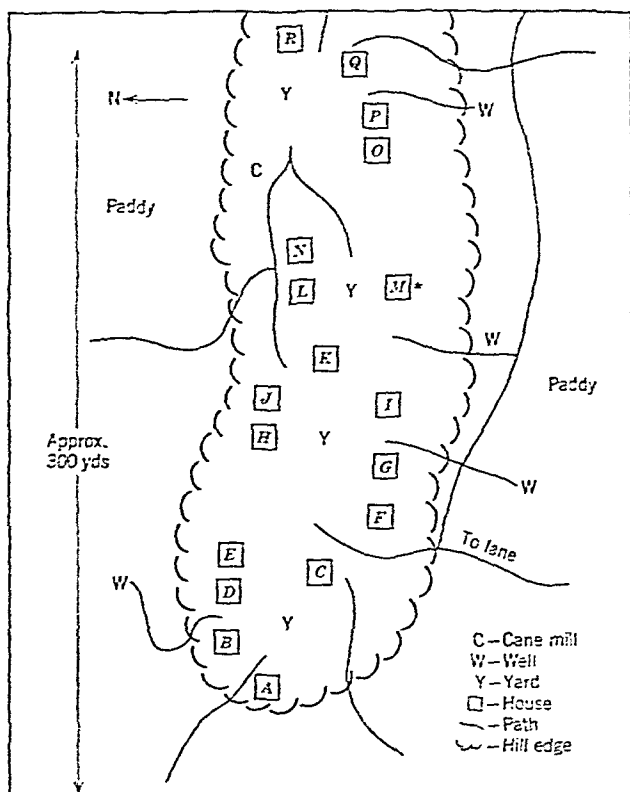 R
Q
Y
N
W
P
O
C
Paddy
N
L
Y
M*
W
K
Paddy
J
I
H
Y
Approx.
300 yds
G
W
F
To lane
E
C
W
D
Y
B
A
C–Cane mill
W–Well
Y–Yard
–House
–Path
–Hill edge